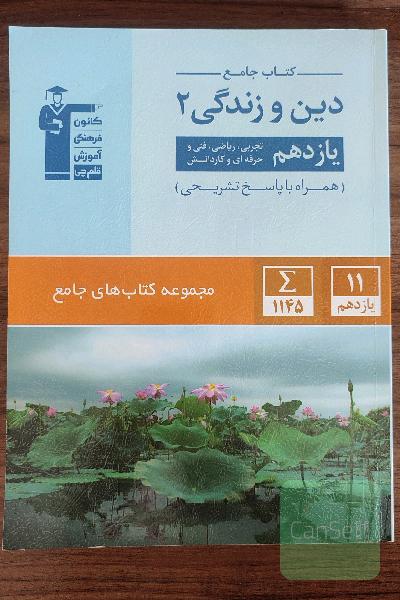 کتاب جامع
دین و زندگی ۲
یازدهم
تجربی، ریاضی، فنی و
حرفه ای و کاردانش
(همراه با پاسخ تشریحی)
کانون
فرهنگی
آموزش
قلم چی
مجموعه کتاب‌های جامع
Σ
۱۱۴۵
۱۱
یازدهم
CanSell